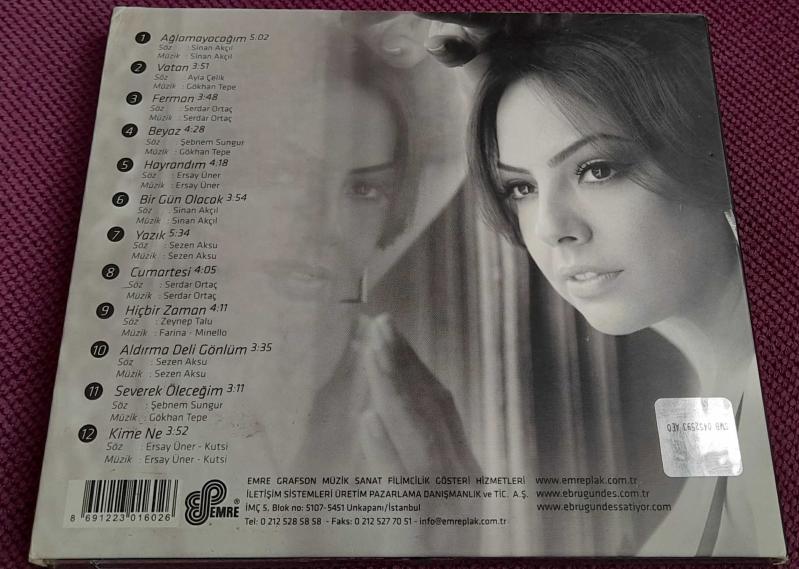 1 Ağlamayacağım 5:02
Söz : Sinan Akçıl
Müzik : Sinan Akçıl
2 Vatan 3:51
Söz : Ayla Çelik
Müzik : Gökhan Tepe
3 Ferman 3:48
Söz : Serdar Ortaç
Müzik : Serdar Ortaç
4 Beyaz 4:28
Söz : Şebnem Sungur
Müzik : Gökhan Tepe
5 Hayrandım 4:18
Söz : Ersay Üner
Müzik : Ersay Üner
6 Bir Gün Olacak 3:54
Söz : Sinan Akçıl
Müzik : Sinan Akçıl
7 Yazık 5:34
Söz : Sezen Aksu
Müzik : Sezen Aksu
8 Cumartesi 4:05
Söz : Serdar Ortaç
Müzik : Serdar Ortaç
9 Hiçbir Zaman 4:11
Söz : Zeynep Talu
Müzik : Farina - Minello
10 Aldırma Deli Gönlüm 3:35
Söz : Sezen Aksu
Müzik : Sezen Aksu
11 Severek Öleceğim 3:11
Söz : Şebnem Sungur
Müzik : Gökhan Tepe
12 Kime Ne 3:52
Söz : Ersay Üner - Kutsi
Müzik : Ersay Üner - Kutsi
8 691223 016026
EMRE ®
EMRE GRAFSON MÜZİK SANAT FİLİMCİLİK GÖSTERİ HİZMETLERİ
İLETİŞİM SİSTEMLERİ ÜRETİM PAZARLAMA DANIŞMANLIK ve TİC. A.Ş.
İMÇ 5. Blok no: 5107-5451 Unkapanı/İstanbul
Tel: 0 212 528 58 58 - Faks: 0 212 527 70 51 - info@emreplak.com.tr
www.emreplak.com.tr
www.ebrugundes.com.tr
www.ebrugundessatiyor.com
0452593 XEO